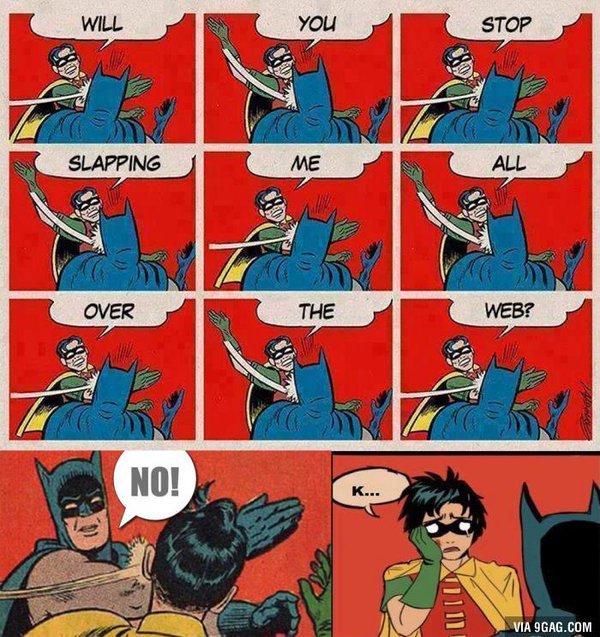 WILL
YOU
STOP
SLAPPING
ME
ALL
OVER
THE
WEB?
NO!
K...
VIA 9GAG.COM